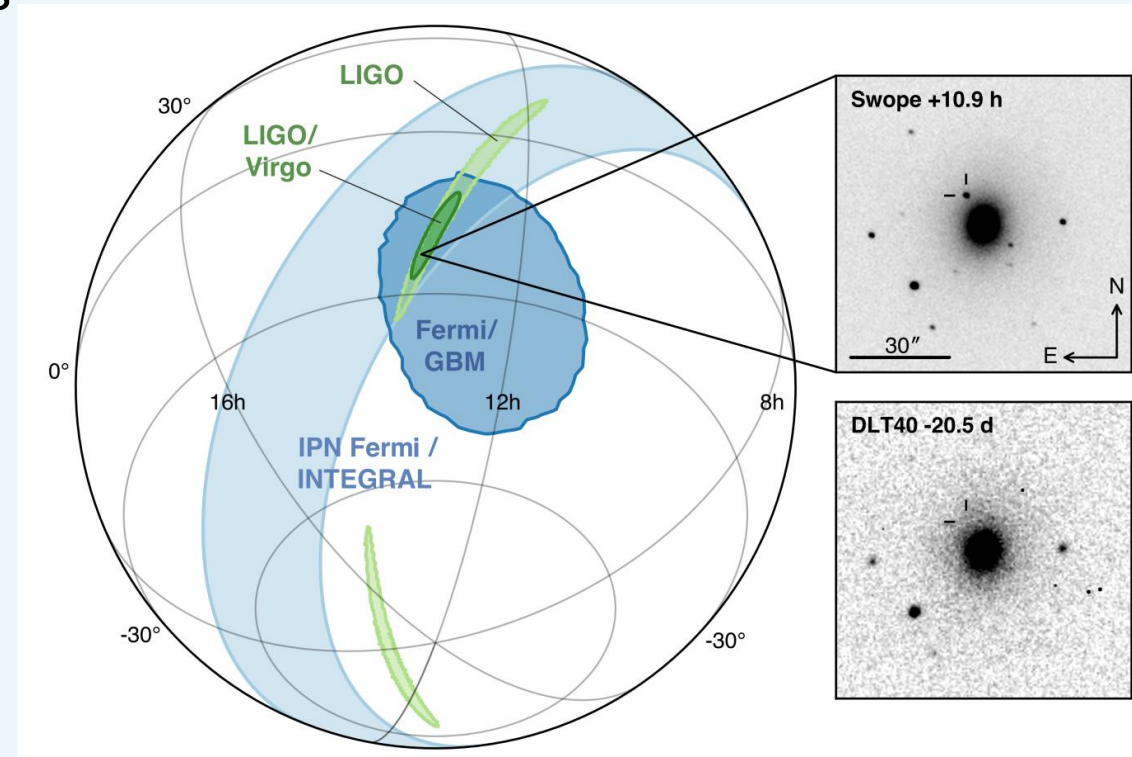 LIGO
30°
LIGO/
Virgo
Fermi/
GBM
0°
16h
12h
8h
IPN Fermi /
INTEGRAL
-30°
-30°
Swope +10.9 h
N
30″
E
DLT40 -20.5 d